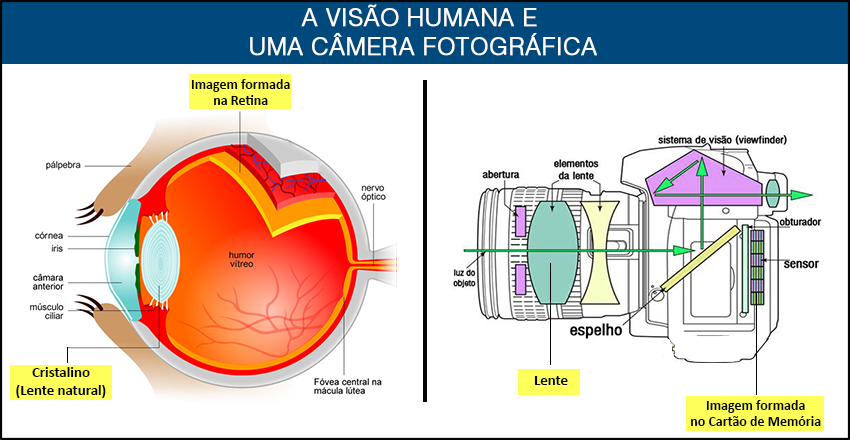 A VISÃO HUMANA E
UMA CÂMERA FOTOGRÁFICA
Imagem formada
na Retina
pálpebra
nervo
óptico
córnea
iris
humor
vítreo
câmara
anterior
músculo
ciliar
Cristalino
(Lente natural)
Fóvea central na
mácula lútea
sistema de visão (viewfinder)
elementos
da lente
abertura
obturador
luz do
objeto
sensor
espelho
Lente
Imagem formada
no Cartão de Memória